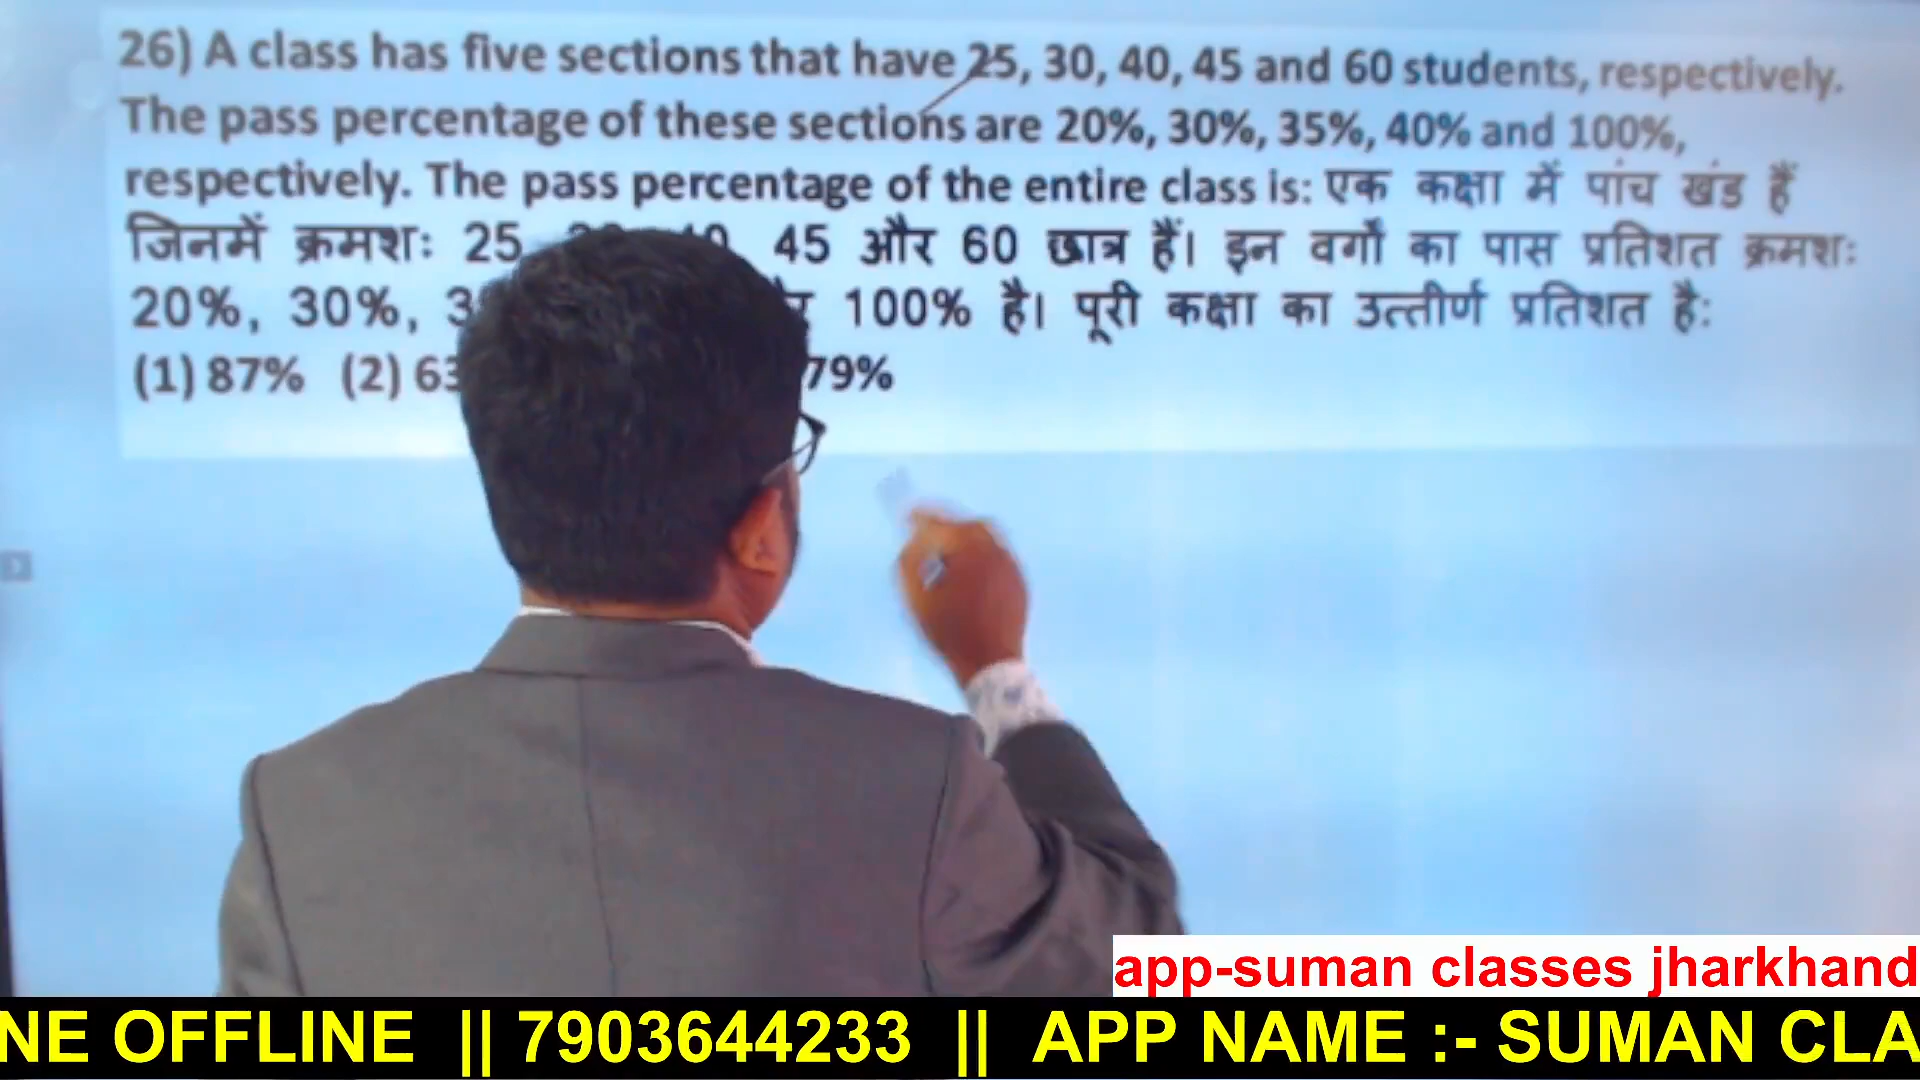 26) A class has five sections that have 25, 30, 40, 45 and 60 students, respectively.
The pass percentage of these sections are 20%, 30%, 35%, 40% and 100%,
respectively. The pass percentage of the entire class is: एक कक्षा में पांच खंड हैं
जिनमें क्रमशः 25, 45 और 60 छात्र हैं। इन वर्गों का पास प्रतिशत क्रमशः
20%, 30%, 100% है। पूरी कक्षा का उत्तीर्ण प्रतिशत है:
(1) 87% (2) 79%
app-suman classes jharkhand
NE OFFLINE || 7903644233 || APP NAME :- SUMAN CLA